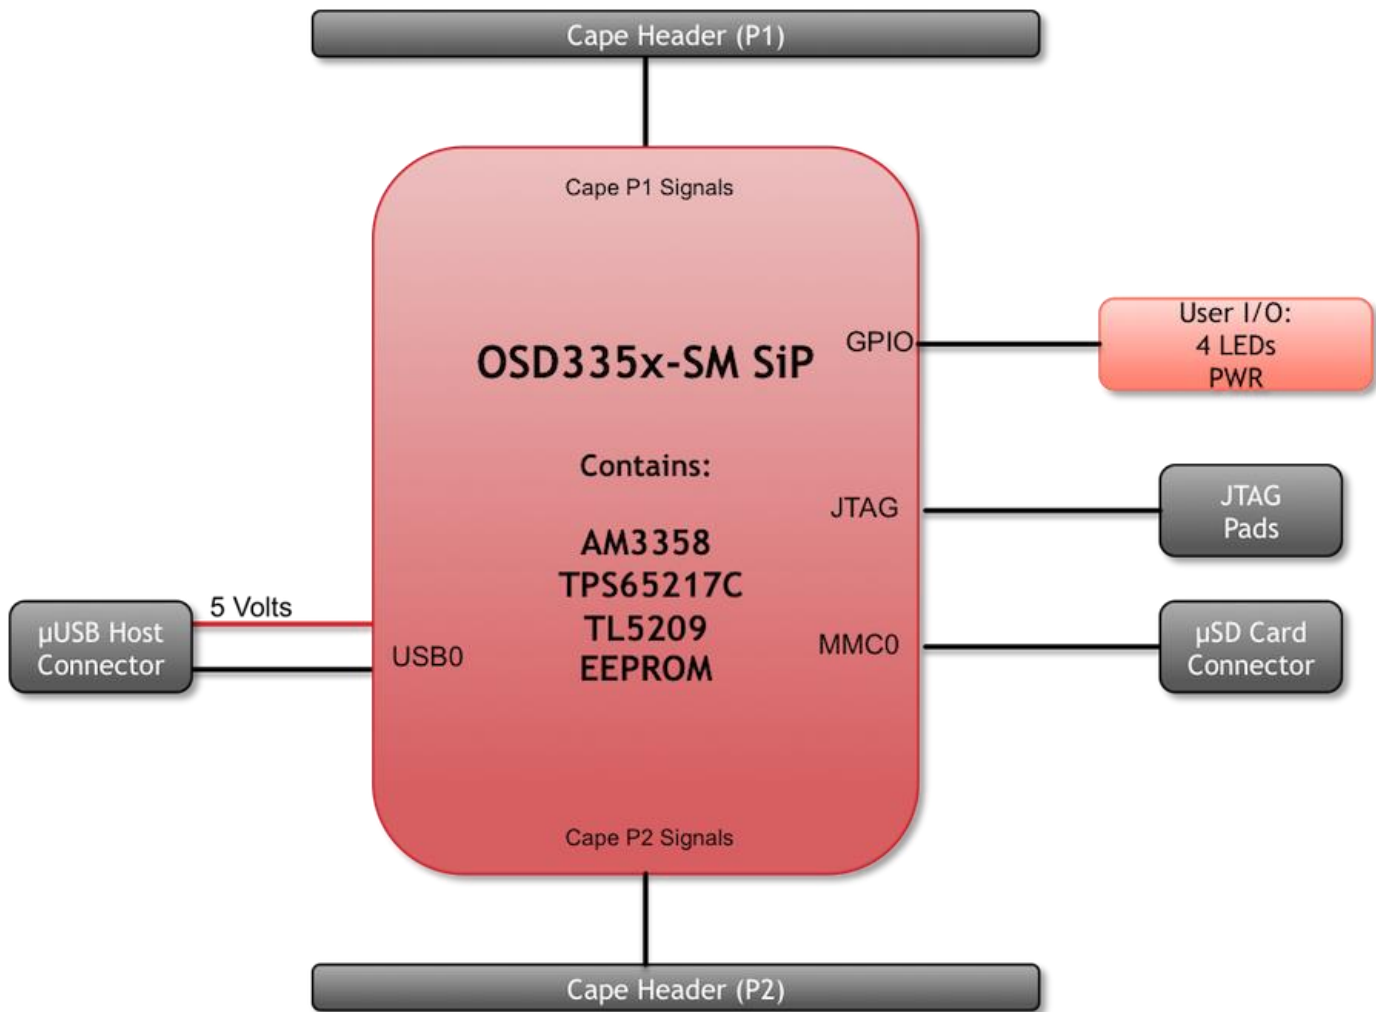 Cape Header (P1)
Cape P1 Signals
OSD335x-SM SiP
GPIO
User I/O:
4 LEDs
PWR
Contains:
AM3358
TPS65217C
TL5209
EEPROM
JTAG
JTAG
Pads
5 Volts
µUSB Host
Connector
USB0
MMC0
µSD Card
Connector
Cape P2 Signals
Cape Header (P2)